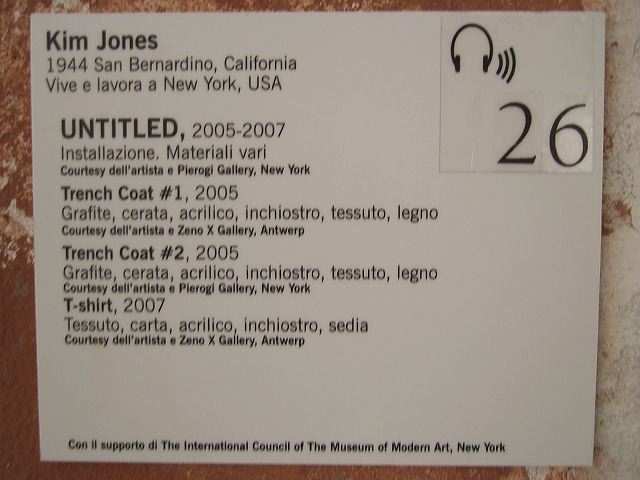 Kim Jones
1944 San Bernardino, California
Vive e lavora a New York, USA
26
UNTITLED, 2005-2007
Installazione. Materiali vari
Courtesy dell'artista e Pierogi Gallery, New York
Trench Coat #1, 2005
Grafite, cerata, acrilico, inchiostro, tessuto, legno
Courtesy dell'artista e Zeno X Gallery, Antwerp
Trench Coat #2, 2005
Grafite, cerata, acrilico, inchiostro, tessuto, legno
Courtesy dell'artista e Pierogi Gallery, New York
T-shirt, 2007
Tessuto, carta, acrilico, inchiostro, sedia
Courtesy dell'artista e Zeno X Gallery, Antwerp
Con il supporto di The International Council of The Museum of Modern Art, New York